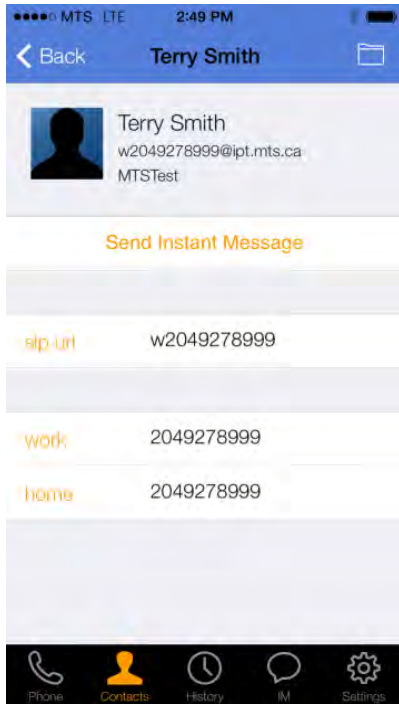 MTS LTE 2:49 PM
Back Terry Smith
Terry Smith
w2049278999@ipt.mts.ca
MTSTest
Send Instant Message
sip-uri w2049278999
work 2049278999
home 2049278999
Phone Contacts History IM Settings